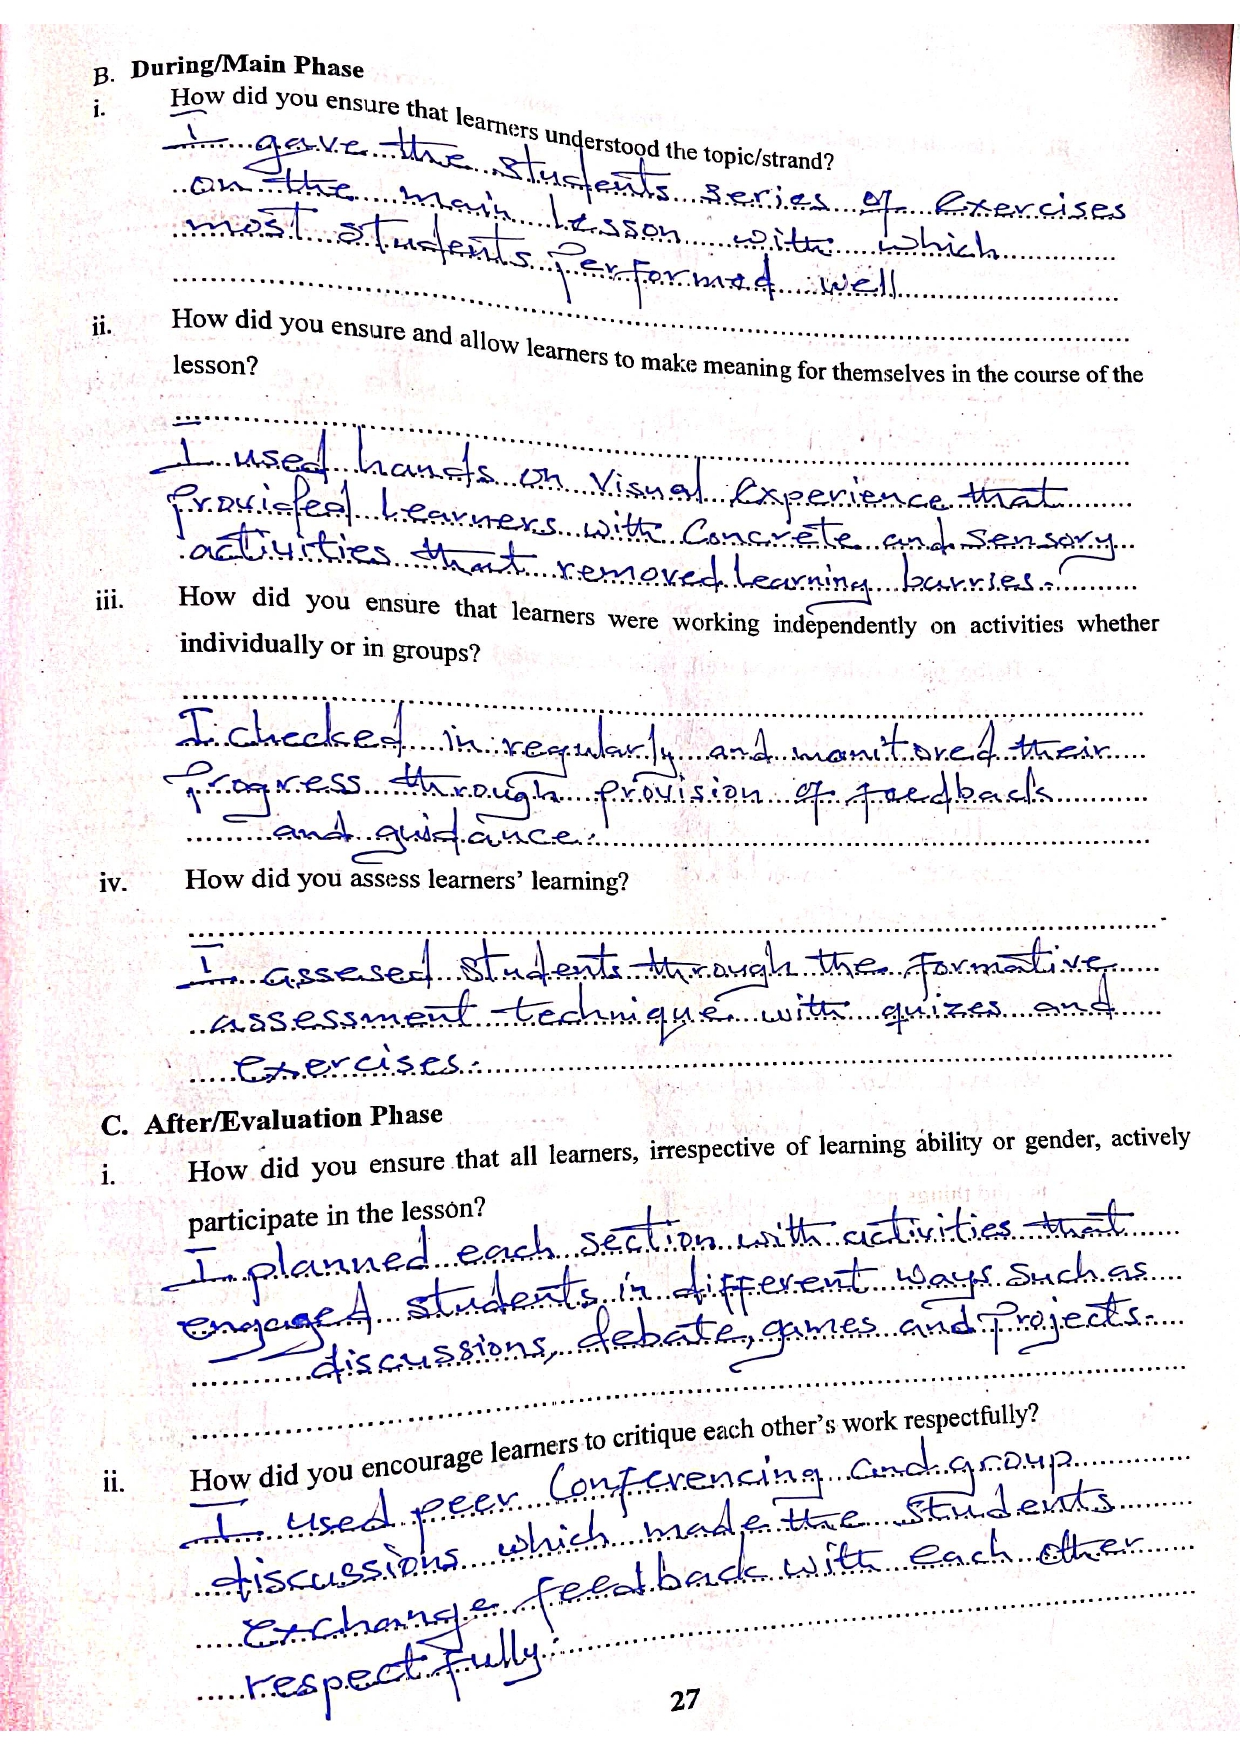 B. During/Main Phase
i. How did you ensure that learners understood the topic/strand?
I gave the students series of Exercises
on the main Lesson with which
most students performed well
ii. How did you ensure and allow learners to make meaning for themselves in the course of the
lesson?
I used hands on visual Experience that
Provided Learners with Concrete and Sensory
activities that removed Learning barries.
iii. How did you ensure that learners were working independently on activities whether
individually or in groups?
I checked in regularly and monitored their
Progress through provision of feedback
and guidance.
iv. How did you assess learners' learning?
I assesed students through the formative
assessment technique with quizes and
Exercises.
C. After/Evaluation Phase
i. How did you ensure that all learners, irrespective of learning ability or gender, actively
participate in the lesson?
I planned each section with activities that
engaged students in different ways such as
discussions, debate, games and Projects.
ii. How did you encourage learners to critique each other's work respectfully?
I used peer Conferencing and group
discussions which made the students
exchange feedback with each other
respectfully.
27